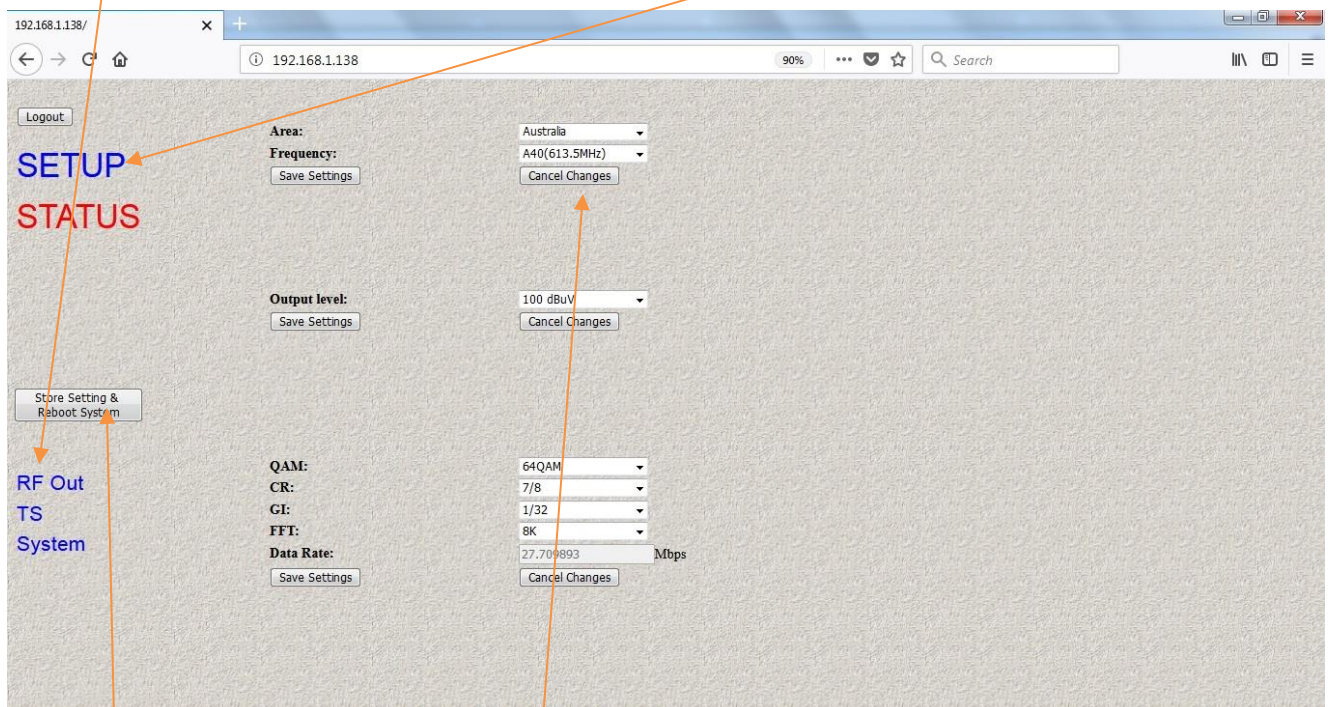 192.168.1.138/
192.168.1.138
90%
Search
Logout
SETUP
STATUS
Area: Australia
Frequency: A40(613.5MHz)
Save Settings Cancel Changes
Output level: 100 dBuV
Save Settings Cancel Changes
Store Setting &
Reboot System
RF Out
TS
System
QAM: 64QAM
CR: 7/8
GI: 1/32
FFT: 8K
Data Rate: 27.709893 Mbps
Save Settings Cancel Changes